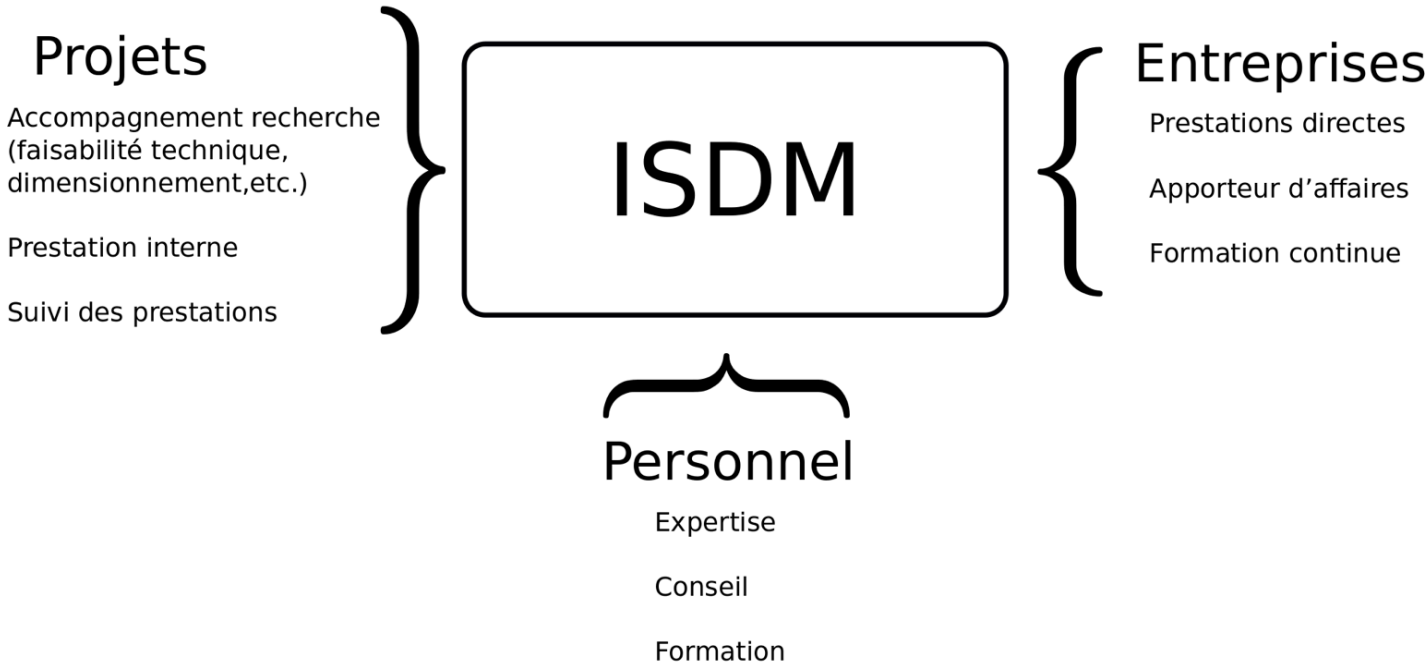 Projets
Accompagnement recherche
(faisabilité technique,
dimensionnement,etc.)
Prestation interne
Suivi des prestations
ISDM
Entreprises
Prestations directes
Apporteur d’affaires
Formation continue
Personnel
Expertise
Conseil
Formation